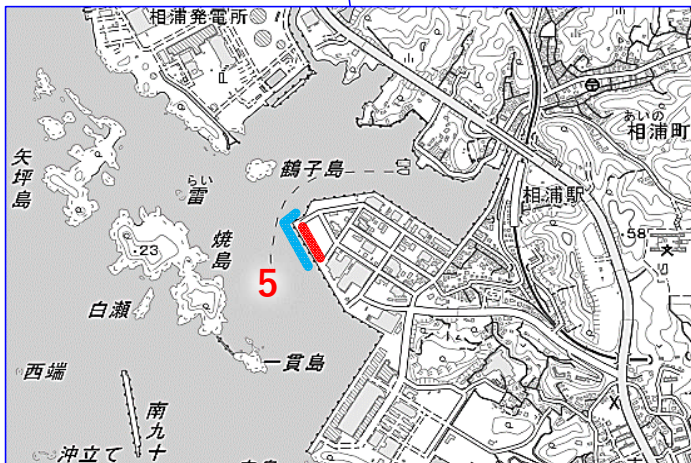 相浦発電所
あいの
相浦町
矢坪島
らい
雷
鶴子島
相浦駅
焼島
・23
・58
5
白瀬
一貫島
西端
南九十
沖立て